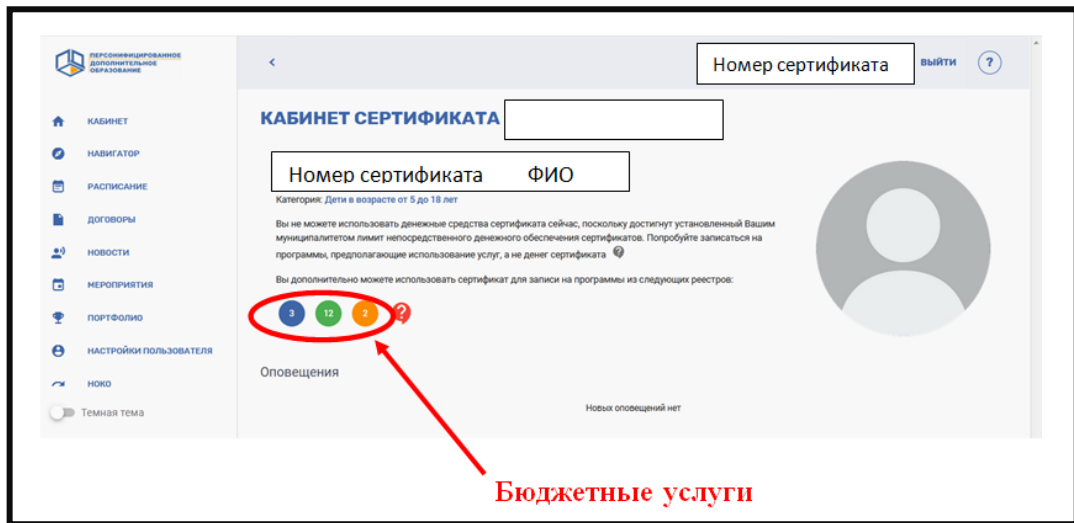 ПЕРСОНИФИЦИРОВАННОЕ
ДОПОЛНИТЕЛЬНОЕ
ОБРАЗОВАНИЕ
Номер сертификата
ВЫЙТИ
?
КАБИНЕТ
НАВИГАТОР
РАСПИСАНИЕ
ДОГОВОРЫ
НОВОСТИ
МЕРОПРИЯТИЯ
ПОРТФОЛИО
НАСТРОЙКИ ПОЛЬЗОВАТЕЛЯ
НОКО
Темная тема
КАБИНЕТ СЕРТИФИКАТА
Номер сертификата ФИО
Категория: Дети в возрасте от 5 до 18 лет
Вы не можете использовать денежные средства сертификата сейчас, поскольку достигнут установленный Вашим
муниципалитетом лимит непосредственного денежного обеспечения сертификатов. Попробуйте записаться на
программы, предполагающие использование услуг, а не денег сертификата ?
Вы дополнительно можете использовать сертификат для записи на программы из следующих реестров:
3 12 2 ?
Оповещения
Новых оповещений нет
Бюджетные услуги